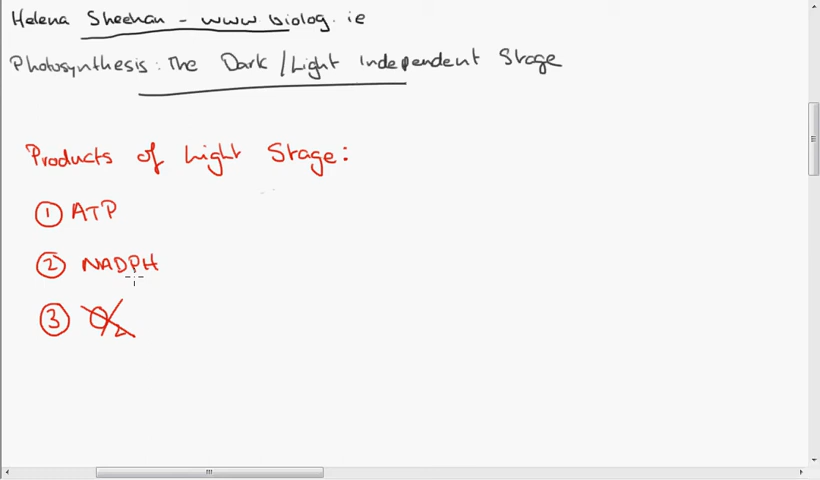 Helena Sheehan - www.biolog.ie
Photosynthesis: The Dark/Light Independent Stage
Products of Light Stage:
① ATP
② NADPH
③ O₂